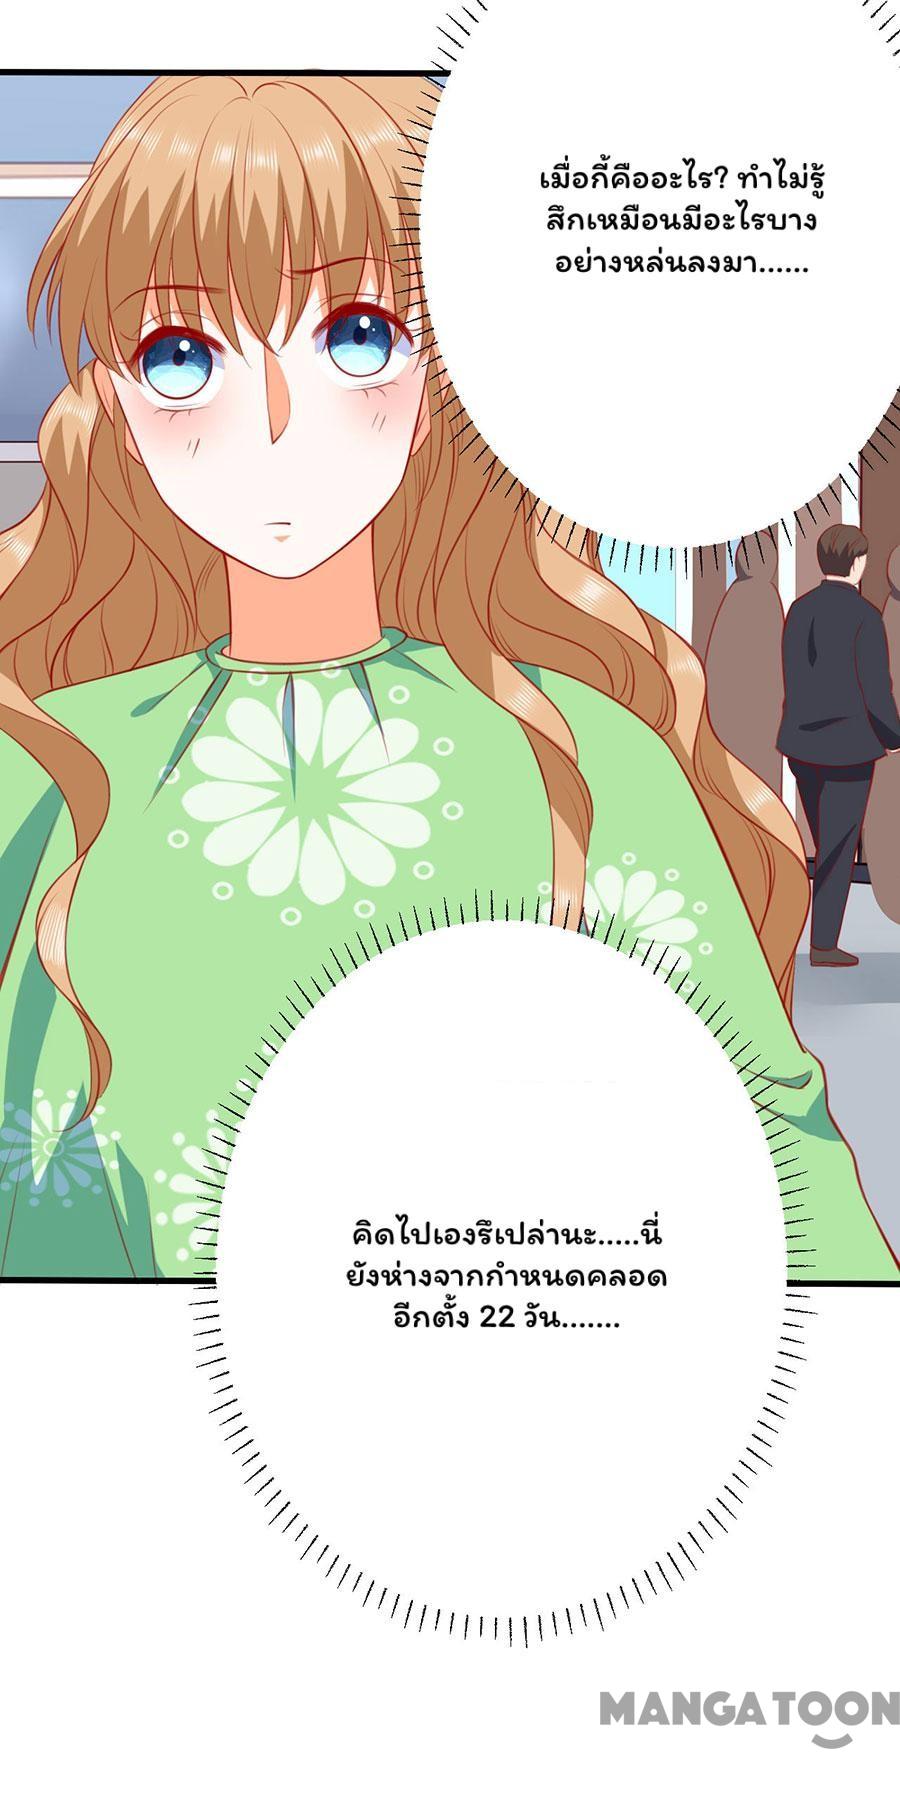 เมื่อกี้คืออะไร? ทำไม่รู้
สึกเหมือนมีอะไรบาง
อย่างหล่นลงมา......
คิดไปเองรึเปล่านะ.....นี่
ยังห่างจากกำหนดคลอด
อีกตั้ง 22 วัน.......
MANGATOON